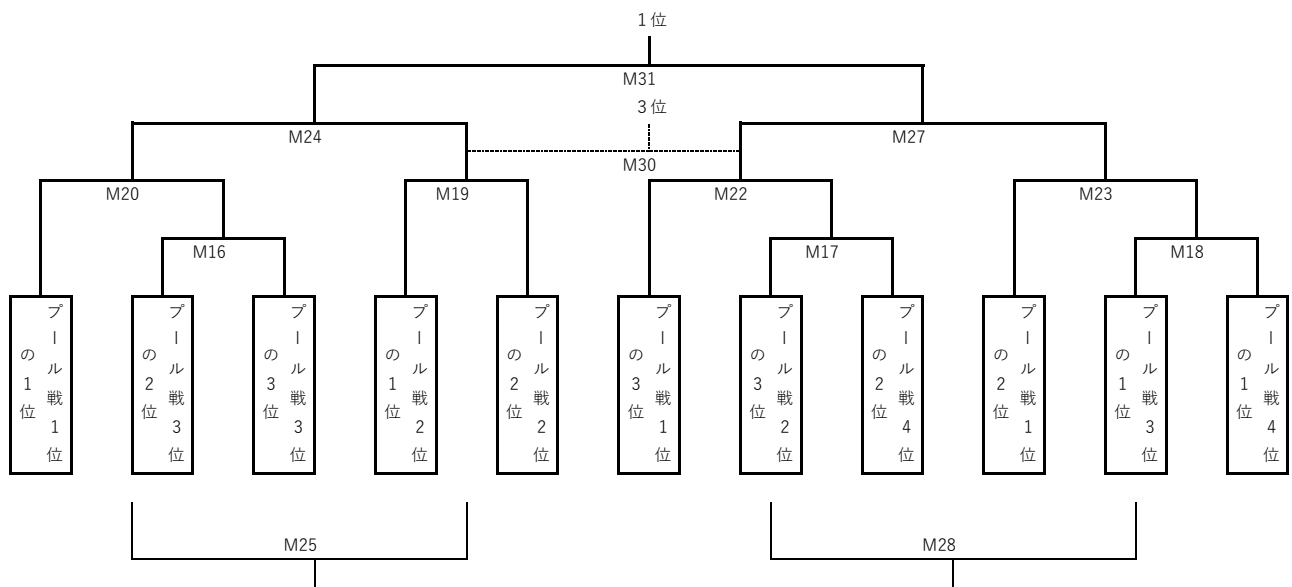 1位
M31
3位
M24
M27
M30
M20
M19
M22
M23
M16
M17
M18
プール戦1位
の1位
プール戦3位
の2位
プール戦3位
の3位
プール戦2位
の1位
プール戦2位
の2位
プール戦1位
の3位
プール戦2位
の3位
プール戦4位
の2位
プール戦1位
の2位
プール戦3位
の1位
プール戦4位
の1位
M25
M28